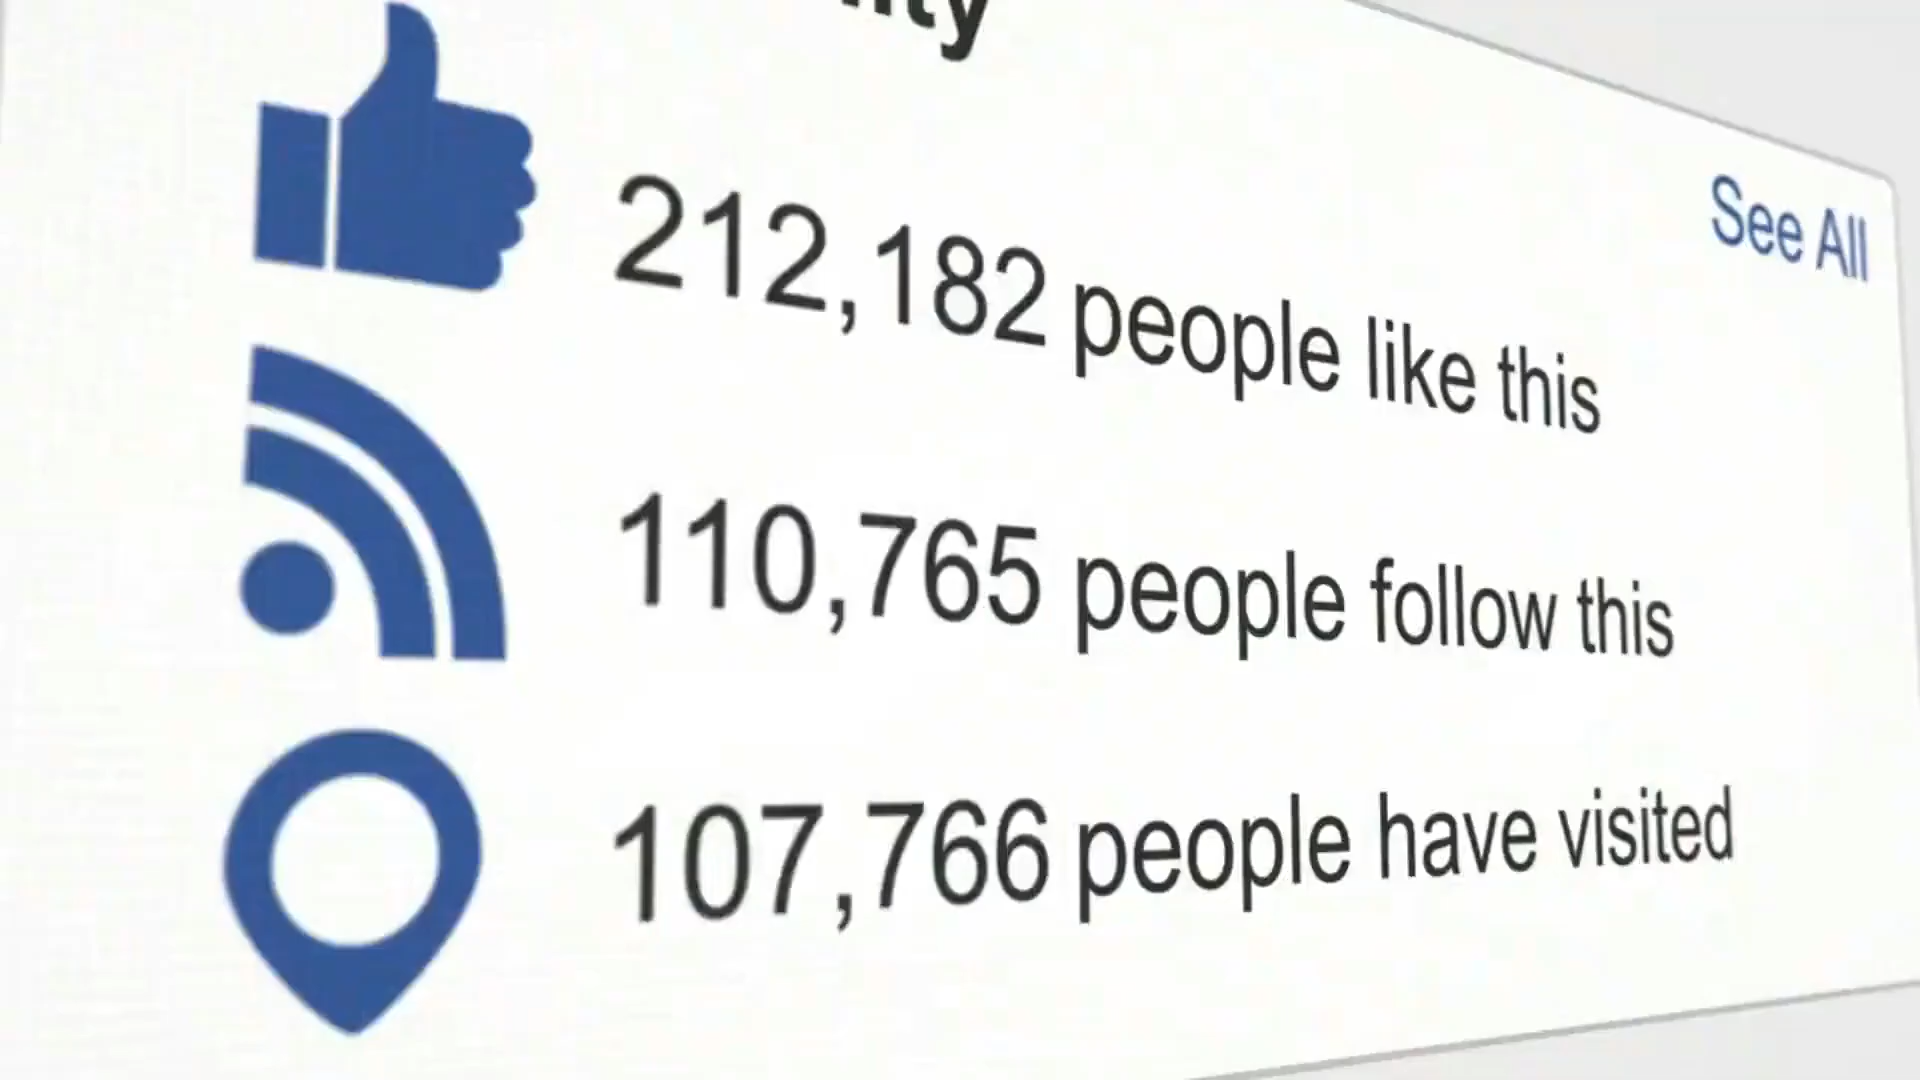 See All
212,182 people like this
110,765 people follow this
107,766 people have visited